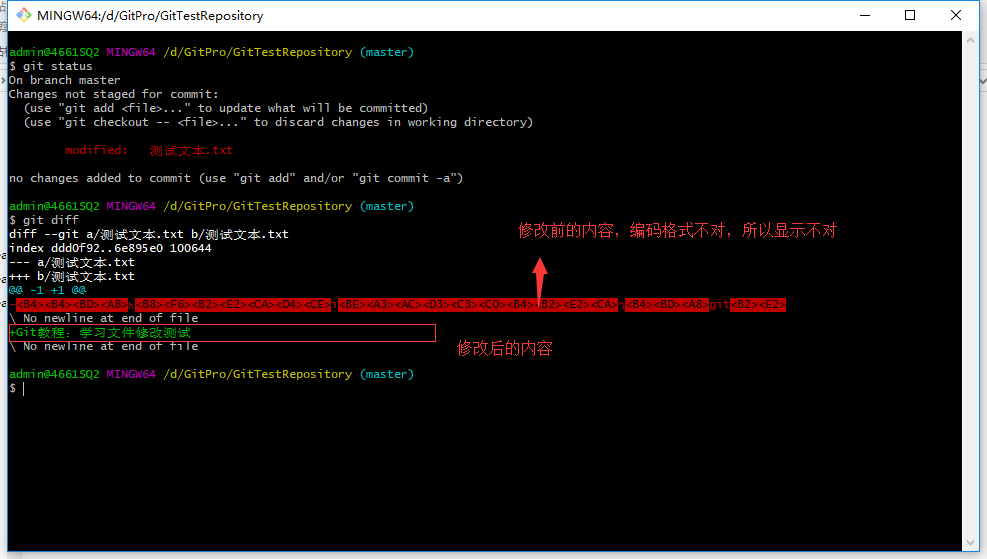 MINGW64:/d/GitPro/GitTestRepository
admin@4661SQ2 MINGW64 /d/GitPro/GitTestRepository (master)
$ git status
On branch master
Changes not staged for commit:
(use "git add <file>..." to update what will be committed)
(use "git checkout -- <file>..." to discard changes in working directory)
modified: 测试文本.txt
no changes added to commit (use "git add" and/or "git commit -a")
admin@4661SQ2 MINGW64 /d/GitPro/GitTestRepository (master)
$ git diff
diff --git a/测试文本.txt b/测试文本.txt
修改前的内容，编码格式不对，所以显示不对
index ddd0f92..6e895e0 100644
--- a/测试文本.txt
+++ b/测试文本.txt
@@ -1 +1 @@
-<B4><B4><BD><A8>һ<B8><F6><B2><E2><CA><D4><CE>ļ<BE><A3><AC><D3><C3><C0><B4><B2><E2><CA>Դ<B4><BD><A8>git<B2><E2>
\ No newline at end of file
+Git教程：学习文件修改测试
\ No newline at end of file
修改后的内容
admin@4661SQ2 MINGW64 /d/GitPro/GitTestRepository (master)
$